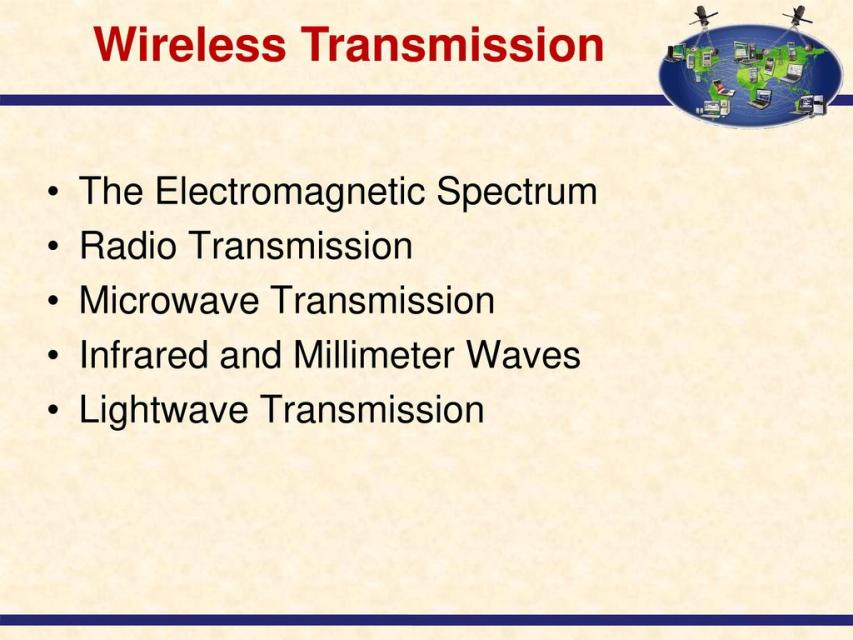 Wireless Transmission
• The Electromagnetic Spectrum
• Radio Transmission
• Microwave Transmission
• Infrared and Millimeter Waves
• Lightwave Transmission